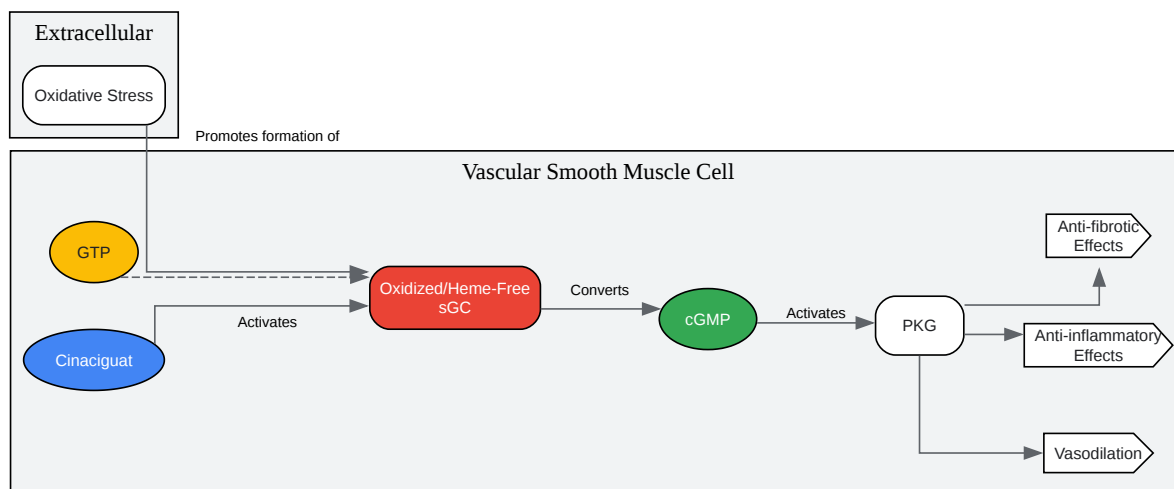 Extracellular
Oxidative Stress
Promotes formation of
Vascular Smooth Muscle Cell
GTP
Cinaciguat
Activates
Oxidized/Heme-Free
sGC
Converts
cGMP
Activates
PKG
Anti-fibrotic
Effects
Anti-inflammatory
Effects
Vasodilation